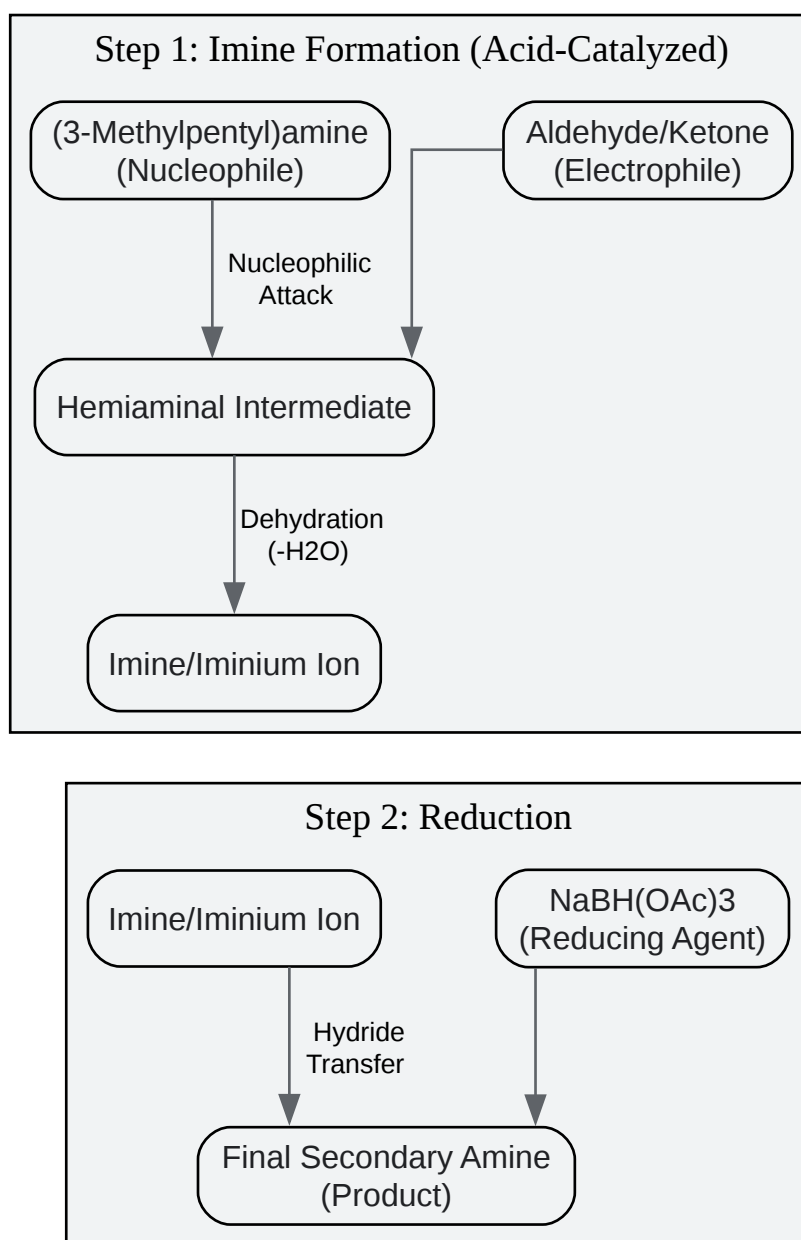 Step 1: Imine Formation (Acid-Catalyzed)
(3-Methylpentyl)amine
(Nucleophile)
Aldehyde/Ketone
(Electrophile)
Nucleophilic
Attack
Hemiaminal Intermediate
Dehydration
(-H2O)
Imine/Iminium Ion
Step 2: Reduction
Imine/Iminium Ion
NaBH(OAc)3
(Reducing Agent)
Hydride
Transfer
Final Secondary Amine
(Product)